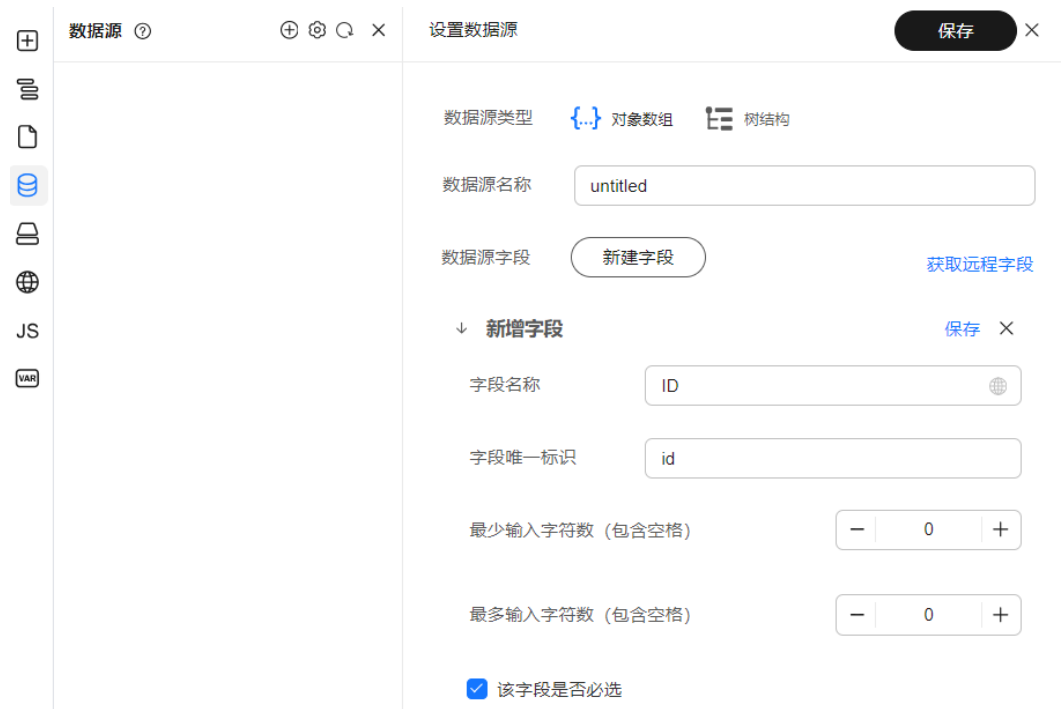 数据源
设置数据源
保存
数据源类型 {...} 对象数组 树结构
数据源名称 untitled
数据源字段 新建字段 获取远程字段
新增字段 保存
字段名称 ID
字段唯一标识 id
JS
VAR
最少输入字符数（包含空格） 0
最多输入字符数（包含空格） 0
该字段是否必选